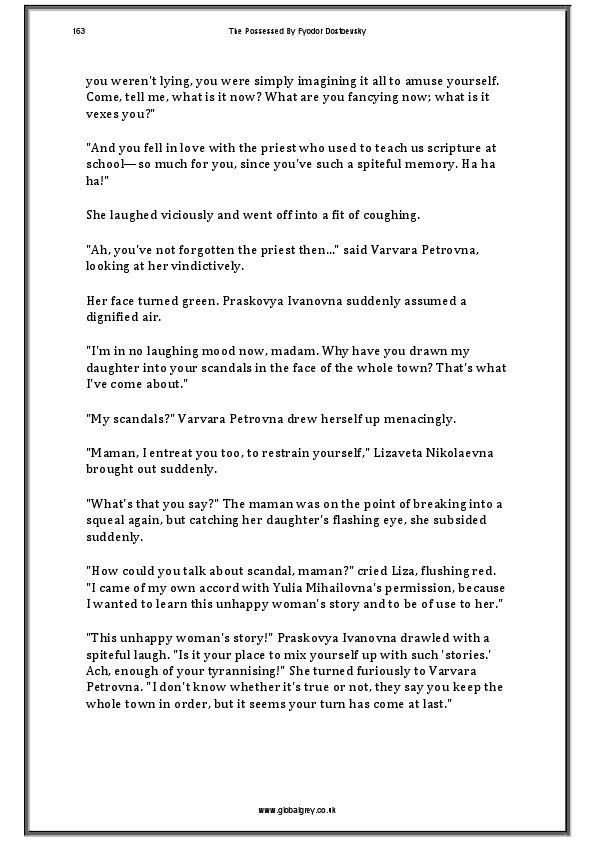 163 The Possessed By Fyodor Dostoevsky
you weren't lying, you were simply imagining it all to amuse yourself.
Come, tell me, what is it now? What are you fancying now; what is it
vexes you?"
"And you fell in love with the priest who used to teach us scripture at
school—so much for you, since you've such a spiteful memory. Ha ha
ha!"
She laughed viciously and went off into a fit of coughing.
"Ah, you've not forgotten the priest then..." said Varvara Petrovna,
looking at her vindictively.
Her face turned green. Praskovya Ivanovna suddenly assumed a
dignified air.
"I'm in no laughing mood now, madam. Why have you drawn my
daughter into your scandals in the face of the whole town? That's what
I've come about."
"My scandals?" Varvara Petrovna drew herself up menacingly.
"Maman, I entreat you too, to restrain yourself," Lizaveta Nikolaevna
brought out suddenly.
"What's that you say?" The maman was on the point of breaking into a
squeal again, but catching her daughter's flashing eye, she subsided
suddenly.
"How could you talk about scandal, maman?" cried Liza, flushing red.
"I came of my own accord with Yulia Mihailovna's permission, because
I wanted to learn this unhappy woman's story and to be of use to her."
"This unhappy woman's story!" Praskovya Ivanovna drawled with a
spiteful laugh. "Is it your place to mix yourself up with such 'stories.'
Ach, enough of your tyrannising!" She turned furiously to Varvara
Petrovna. "I don't know whether it's true or not, they say you keep the
whole town in order, but it seems your turn has come at last."
www.globalgrey.co.uk